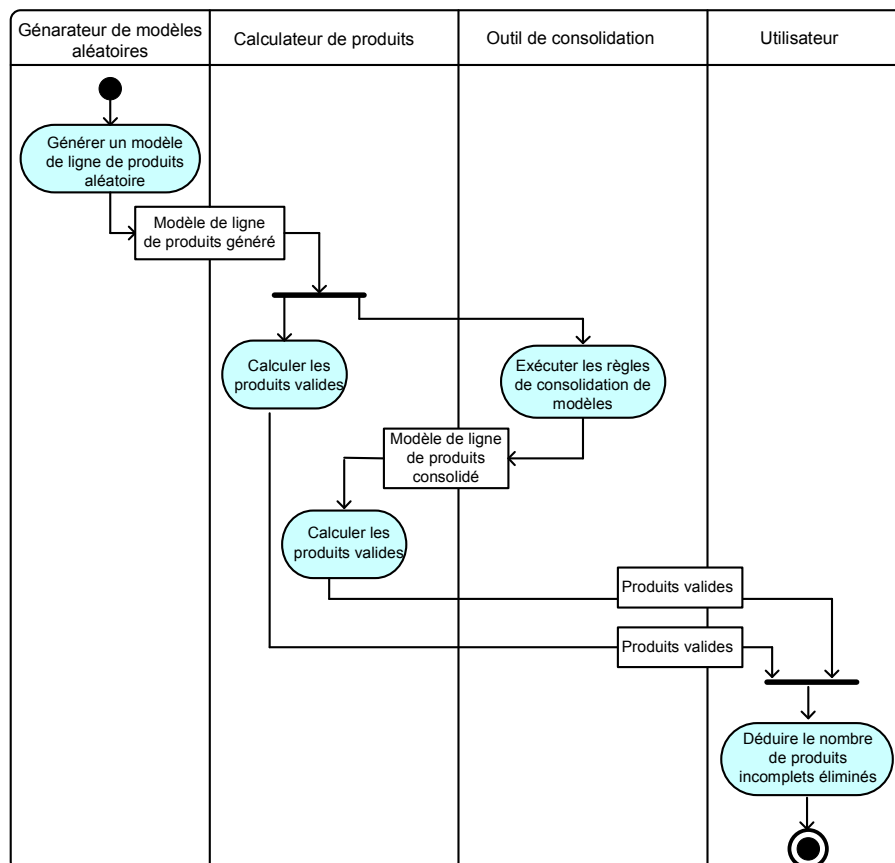 Génarateur de modèles
aléatoires
Calculateur de produits
Outil de consolidation
Utilisateur
Générer un modèle
de ligne de produits
aléatoire
Modèle de ligne
de produits généré
Calculer les
produits valides
Exécuter les règles
de consolidation de
modèles
Modèle de ligne
de produits
consolidé
Calculer les
produits valides
Produits valides
Produits valides
Déduire le nombre
de produits
incomplets éliminés